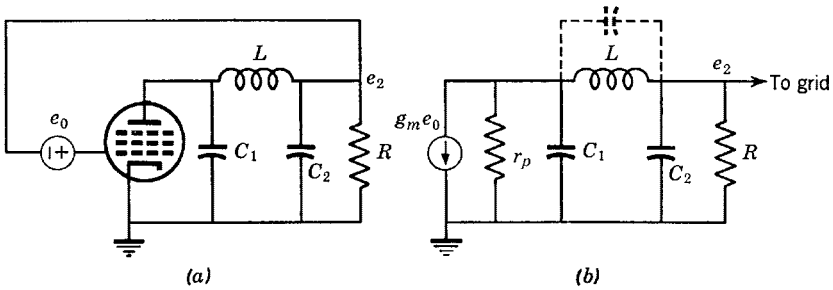 L
e₂
e₀
− +
C₁
C₂
R
(a)
L
e₂
To grid
gₘe₀
rₚ
C₁
C₂
R
(b)